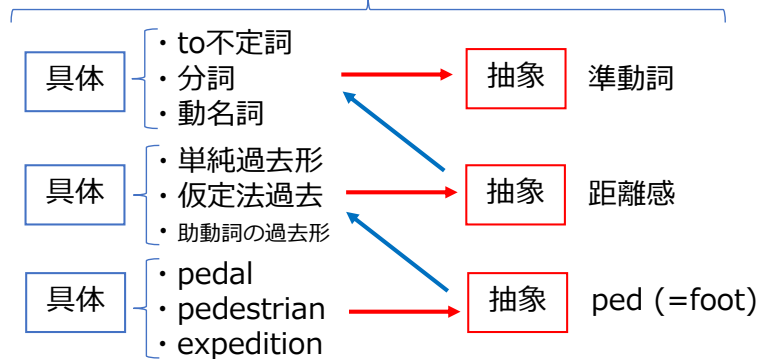 具体
・to不定詞
・分詞
・動名詞
抽象
準動詞
具体
・単純過去形
・仮定法過去
・助動詞の過去形
抽象
距離感
具体
・pedal
・pedestrian
・expedition
抽象
ped (=foot)